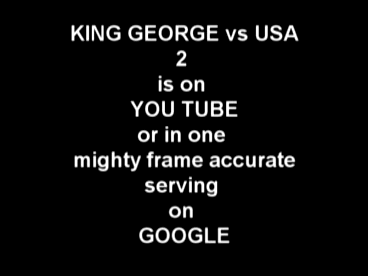 KING GEORGE vs USA
2
is on
YOU TUBE
or in one
mighty frame accurate
serving
on
GOOGLE